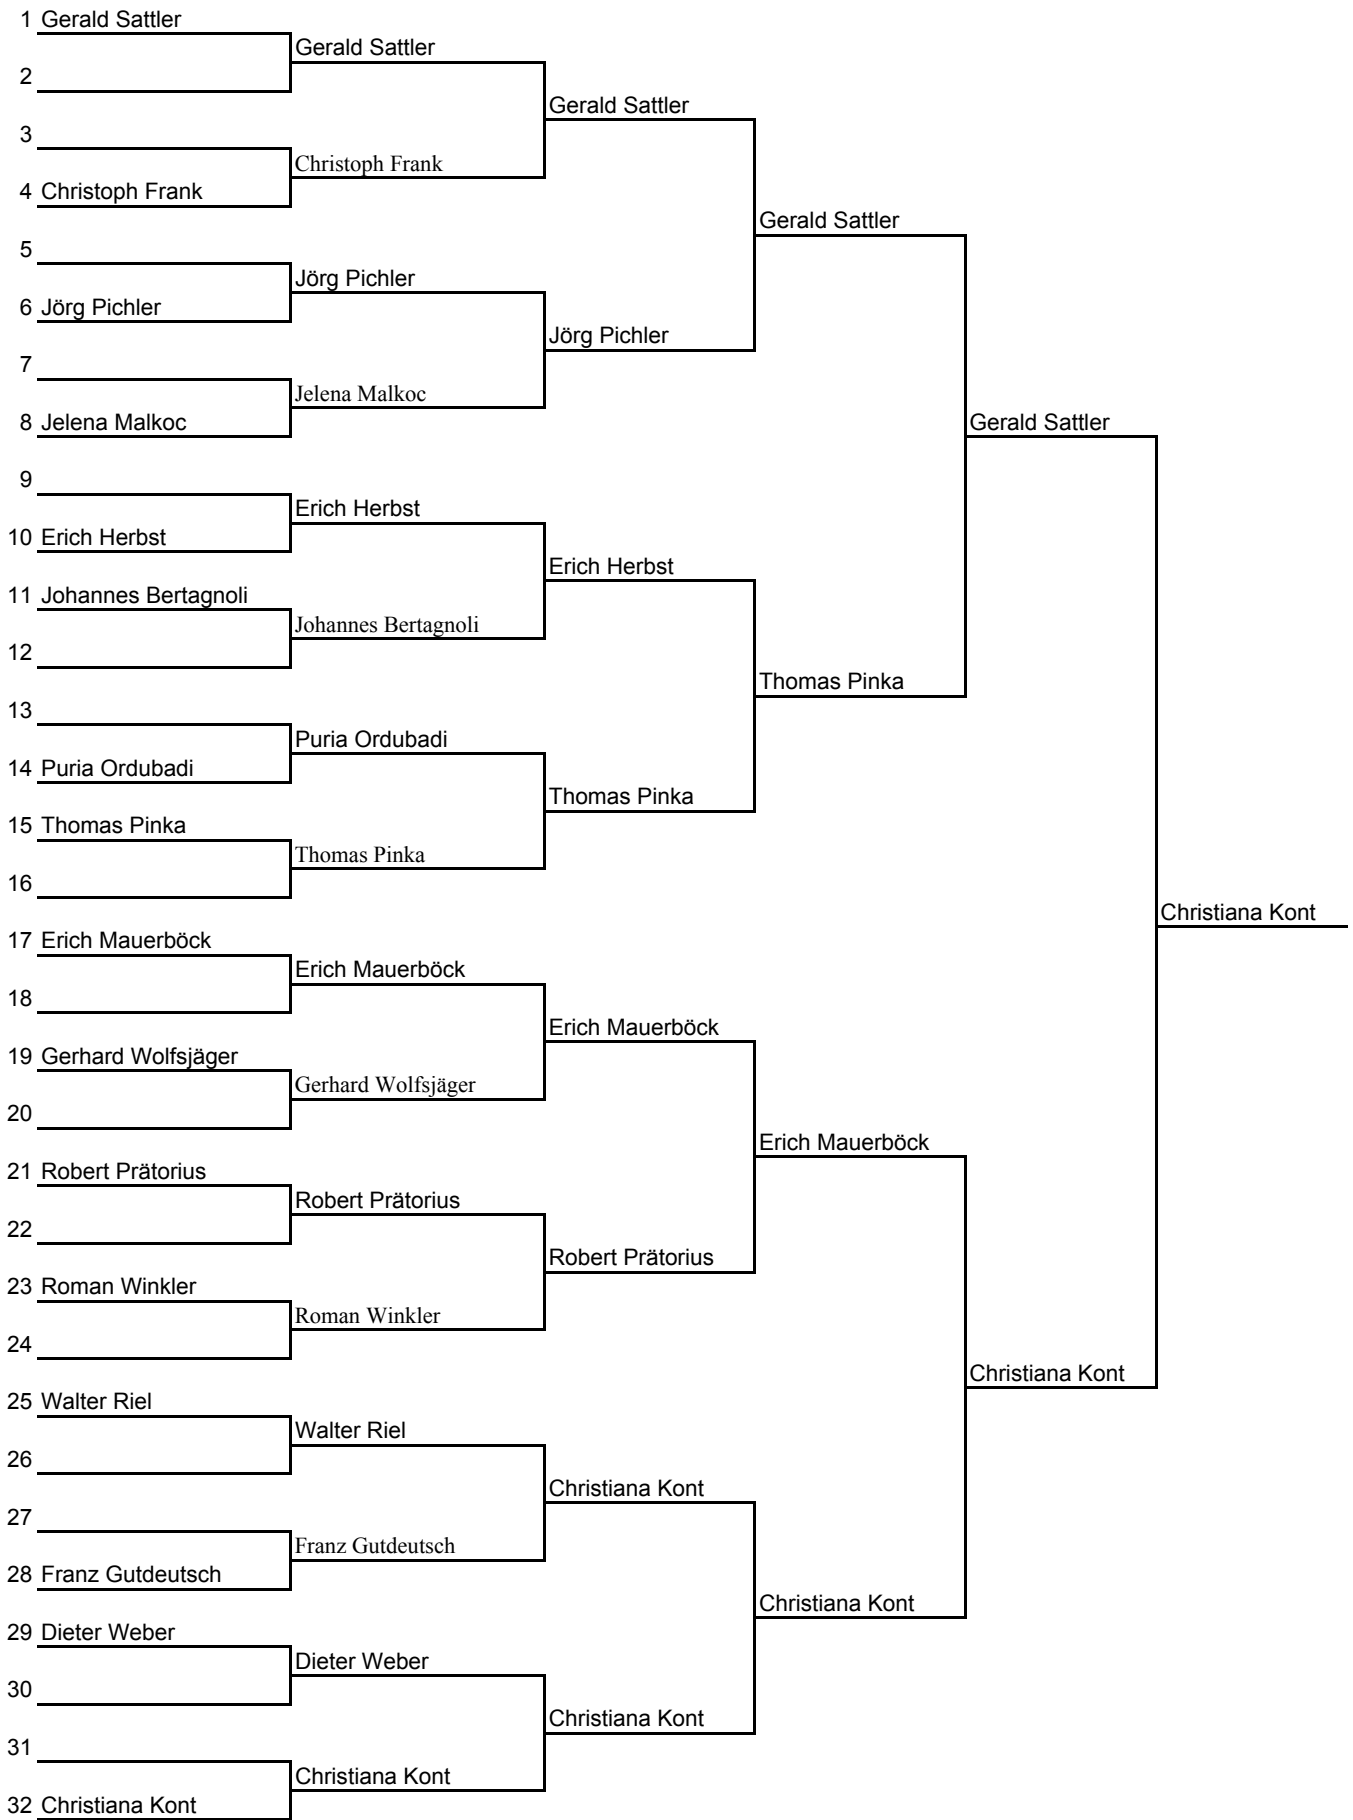 1 Gerald Sattler
Gerald Sattler
2
Gerald Sattler
3
Christoph Frank
4 Christoph Frank
Gerald Sattler
5
Jörg Pichler
6 Jörg Pichler
Jörg Pichler
7
Jelena Malkoc
8 Jelena Malkoc
Gerald Sattler
9
Erich Herbst
10 Erich Herbst
Erich Herbst
11 Johannes Bertagnoli
Johannes Bertagnoli
12
Thomas Pinka
13
Puria Ordubadi
14 Puria Ordubadi
Thomas Pinka
15 Thomas Pinka
Thomas Pinka
16
Christiana Kont
17 Erich Mauerböck
Erich Mauerböck
18
Erich Mauerböck
19 Gerhard Wolfsjäger
Gerhard Wolfsjäger
20
Erich Mauerböck
21 Robert Prätorius
Robert Prätorius
22
Robert Prätorius
23 Roman Winkler
Roman Winkler
24
Christiana Kont
25 Walter Riel
Walter Riel
26
Christiana Kont
27
Franz Gutdeutsch
28 Franz Gutdeutsch
Christiana Kont
29 Dieter Weber
Dieter Weber
30
Christiana Kont
31
Christiana Kont
32 Christiana Kont